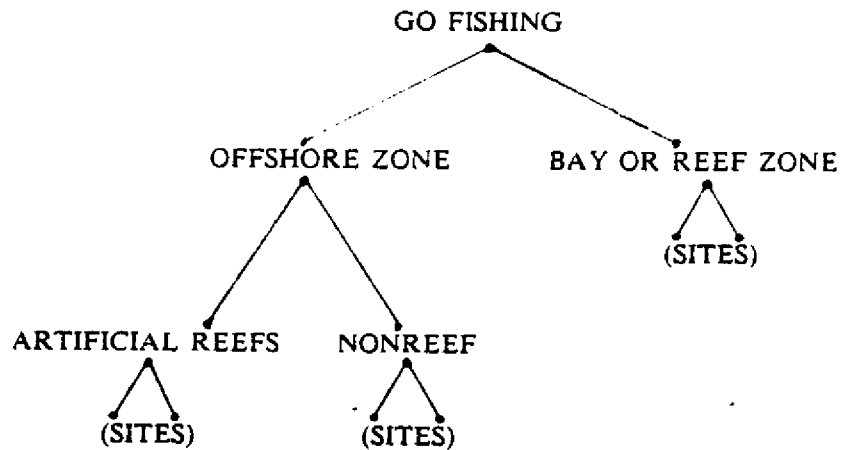 GO FISHING
OFFSHORE ZONE
BAY OR REEF ZONE
(SITES)
ARTIFICIAL REEFS
NONREEF
(SITES)
(SITES)